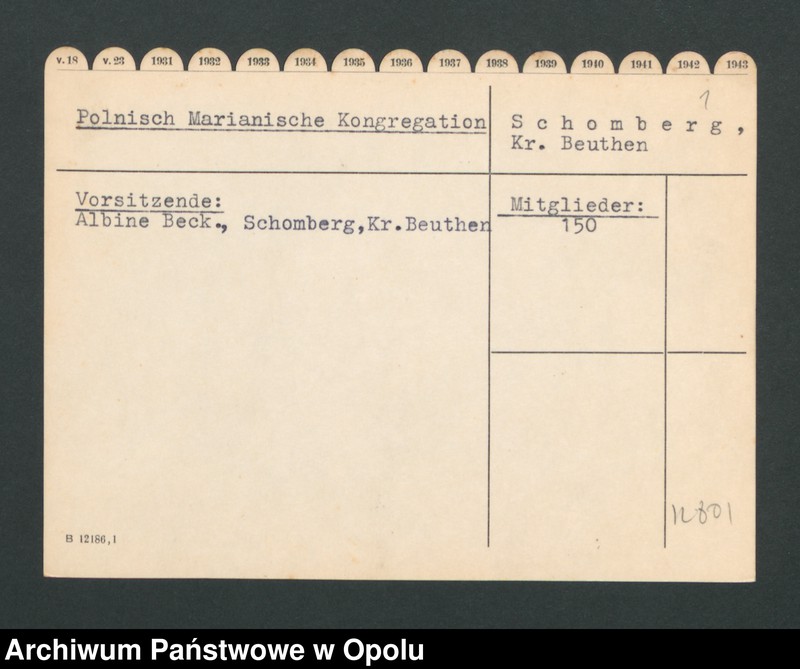 v. 18 v. 23 1931 1932 1933 1934 1935 1936 1937 1938 1939 1940 1941 1942 1943
1
Polnisch Marianische Kongregation
S c h o m b e r g ,
Kr. Beuthen
Vorsitzende:
Albine Beck., Schomberg,Kr.Beuthen
Mitglieder:
150
12801
B 12186,1
Archiwum Państwowe w Opolu